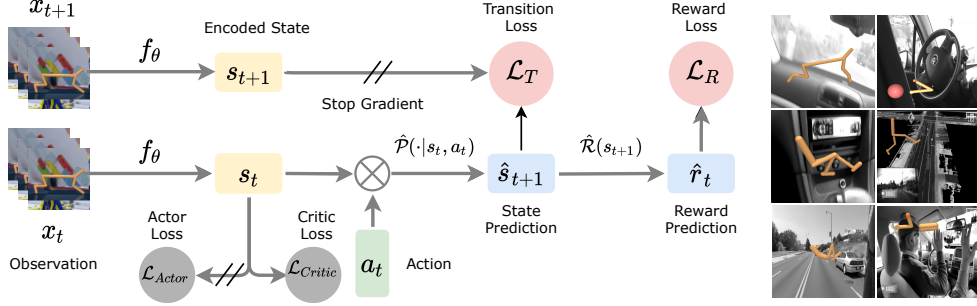 x_{t+1}
Encoded State
Transition
Loss
Reward
Loss
f_θ
s_{t+1}
Stop Gradient
ℒ_T
ℒ_R
f_θ
s_t
𝒫̂(·|s_t, a_t)
ŝ_{t+1}
ℛ̂(s_{t+1})
r̂_t
x_t
Observation
Actor
Loss
Critic
Loss
State
Prediction
Reward
Prediction
ℒ_{Actor}
ℒ_{Critic}
a_t
Action